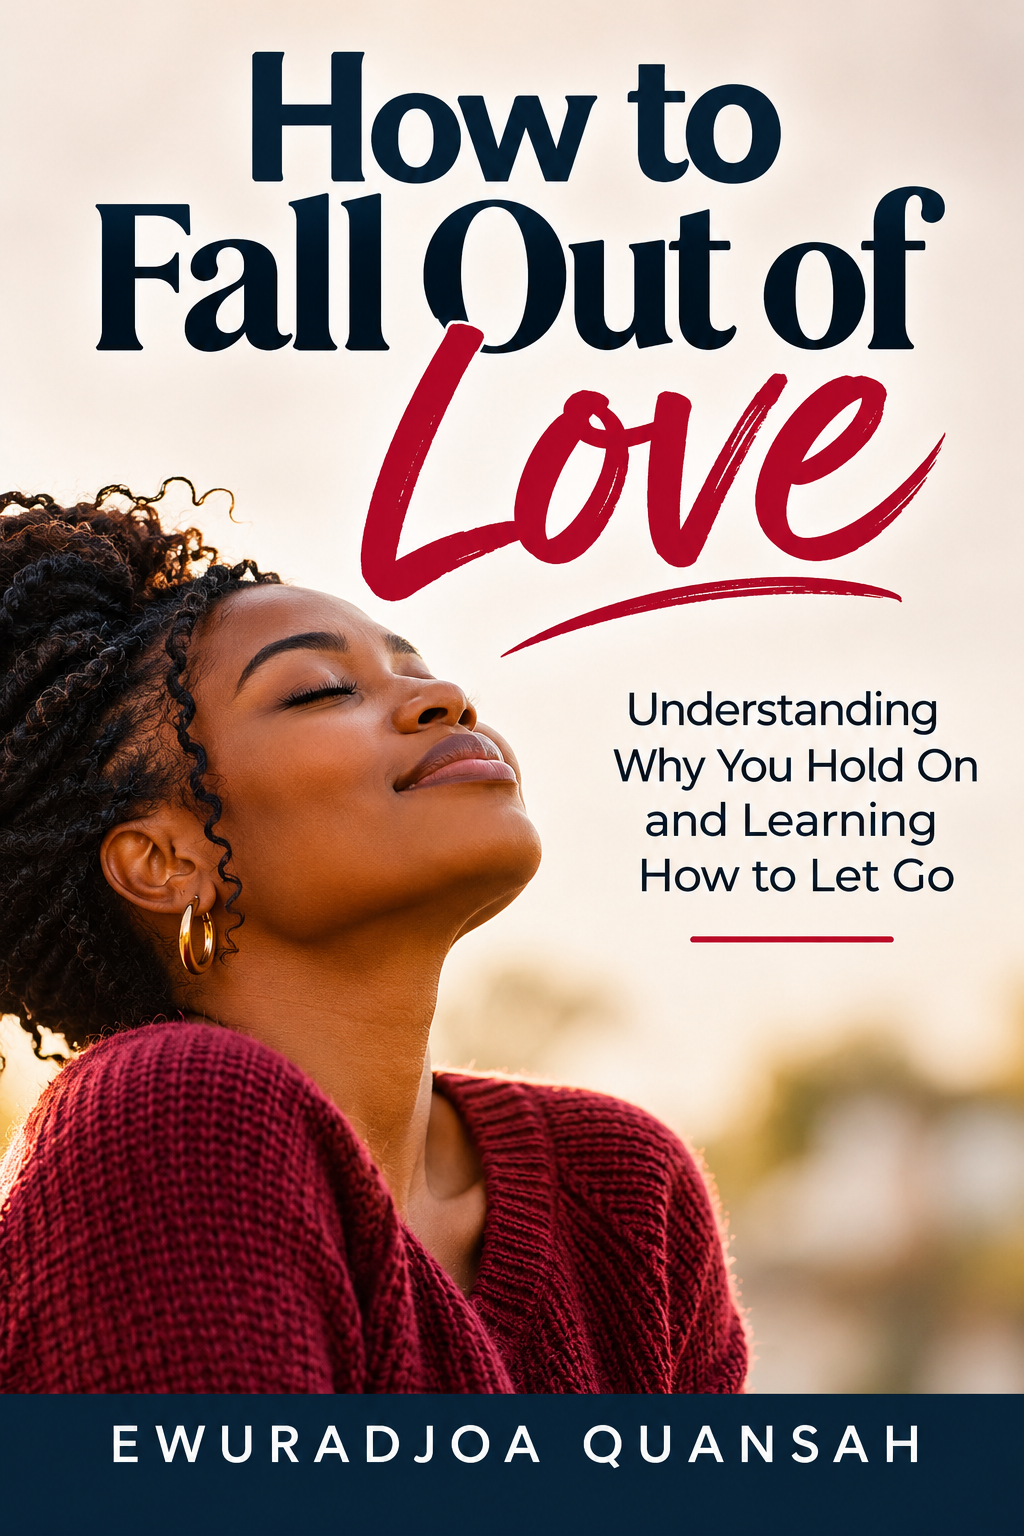 How to
Fall Out of
Love
Understanding
Why You Hold On
and Learning
How to Let Go
EWURADJOA QUANSAH